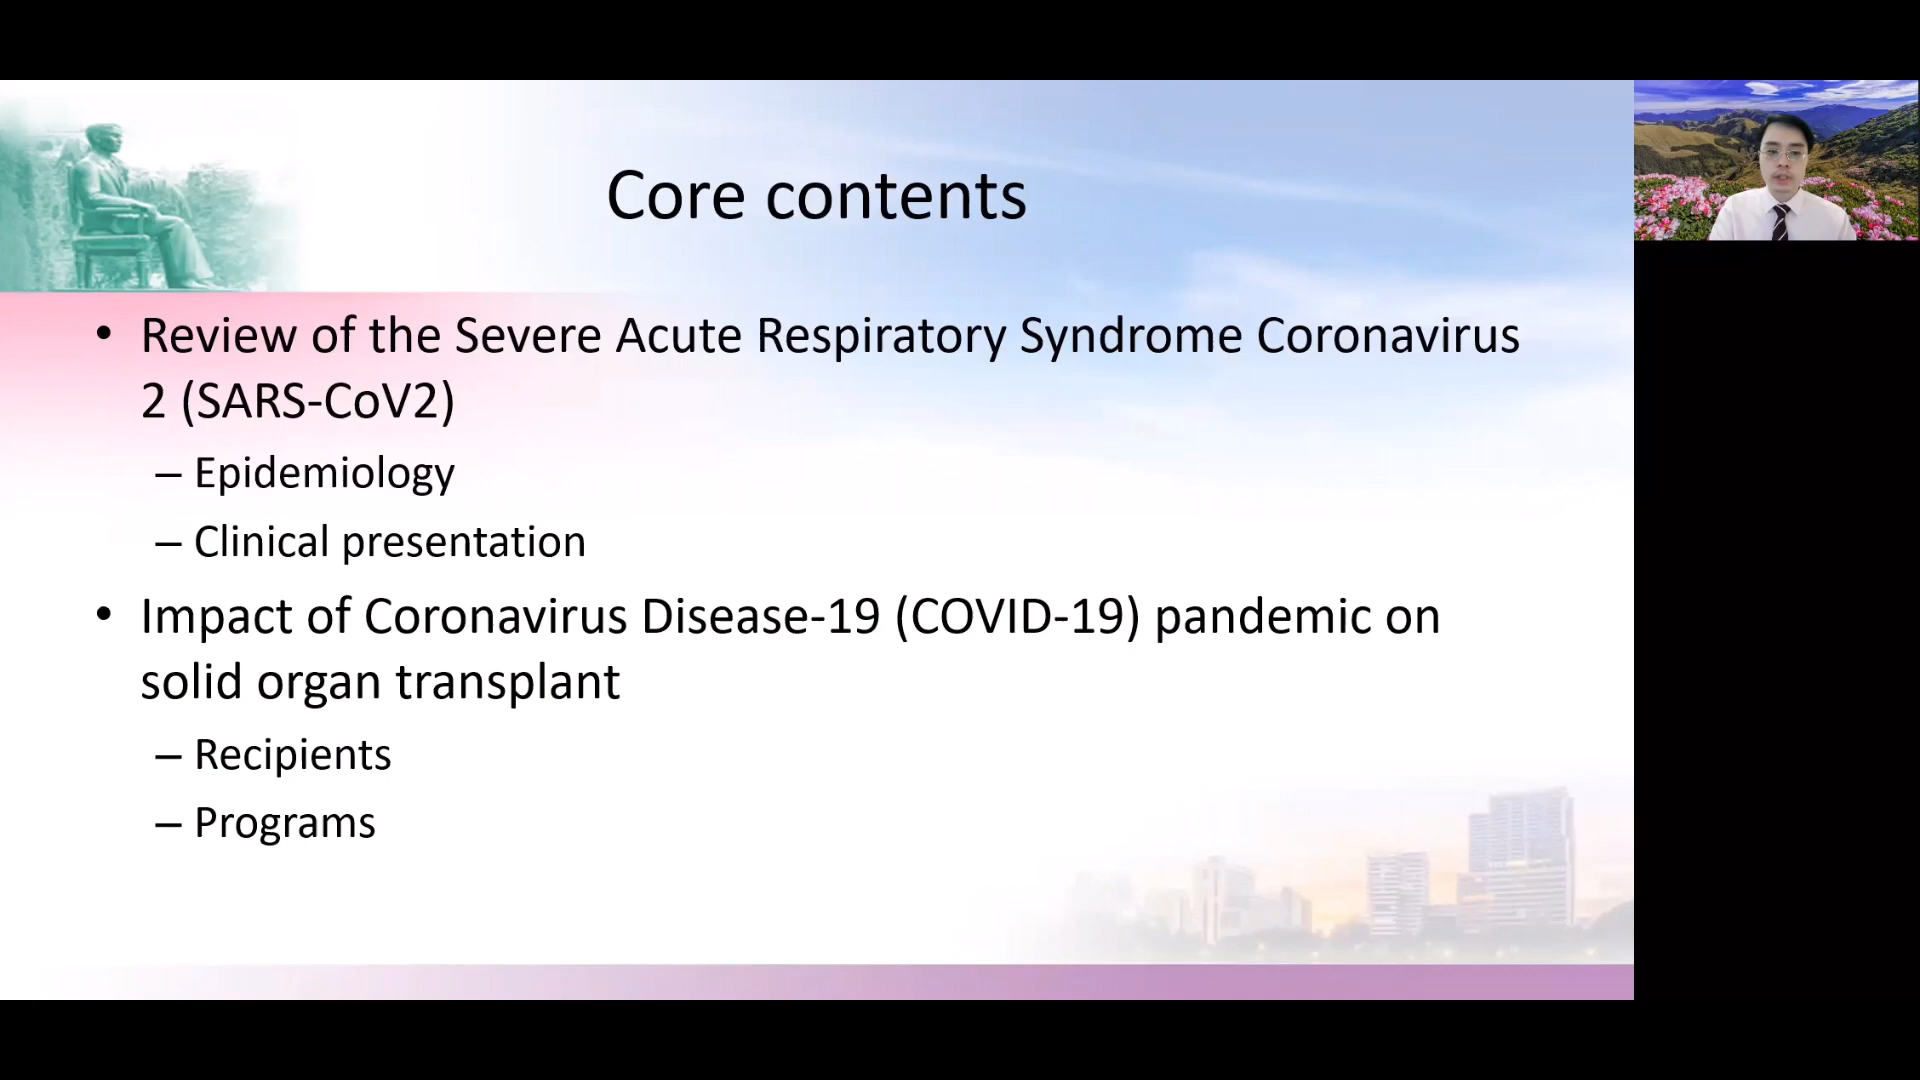 Core contents
• Review of the Severe Acute Respiratory Syndrome Coronavirus
2 (SARS-CoV2)
– Epidemiology
– Clinical presentation
• Impact of Coronavirus Disease-19 (COVID-19) pandemic on
solid organ transplant
– Recipients
– Programs